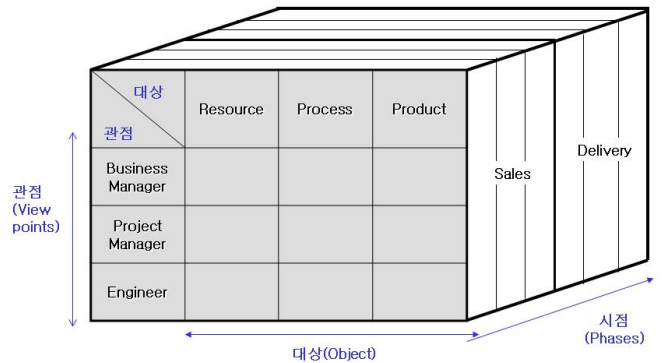 대상
관점
Resource
Process
Product
Business
Manager
Project
Manager
Engineer
Sales
Delivery
관점
(View
points)
대상(Object)
시점
(Phases)